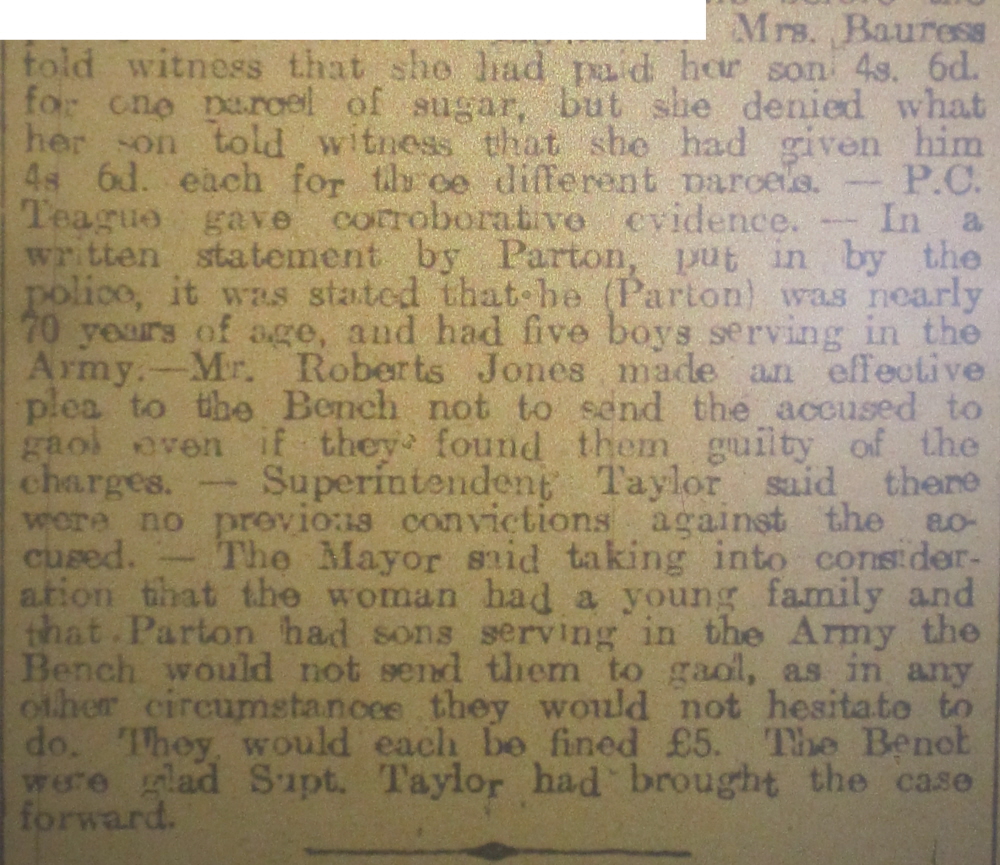 Mrs. Bauress
told witness that she had paid her son 4s. 6d.
for one parcel of sugar, but she denied what
her son told witness that she had given him
4s 6d. each for three different parcels. — P.C.
Teague gave corroborative evidence. — In a
written statement by Parton, put in by the
police, it was stated that he (Parton) was nearly
70 years of age, and had five boys serving in the
Army.—Mr. Roberts Jones made an effective
plea to the Bench not to send the accused to
gaol even if they found them guilty of the
charges. — Superintendent Taylor said there
were no previous convictions against the ac-
cused. — The Mayor said taking into consider-
ation that the woman had a young family and
that Parton had sons serving in the Army the
Bench would not send them to gaol, as in any
other circumstances they would not hesitate to
do. They would each be fined £5. The Bench
were glad Supt. Taylor had brought the case
forward.